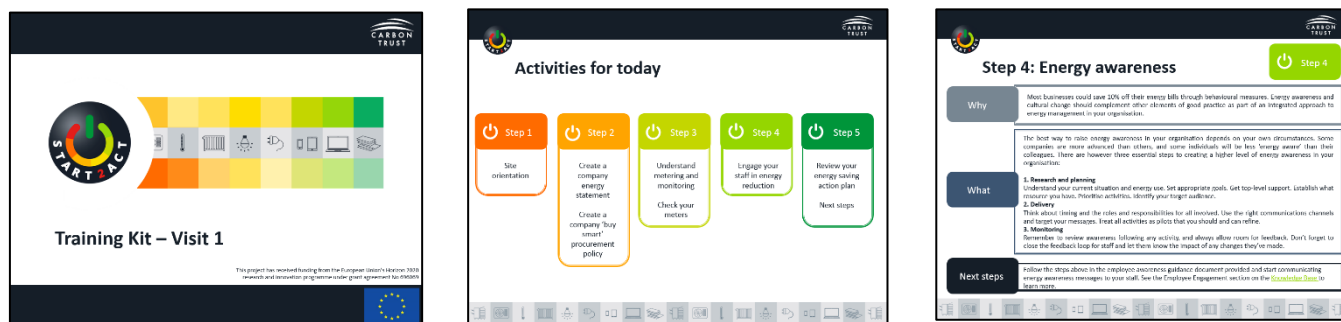 CARBON
TRUST
START2ACT
Training Kit – Visit 1
This project has received funding from the European Union's Horizon 2020
research and innovation programme under grant agreement No 696069
CARBON
TRUST
Activities for today
Step 1
Site
orientation
Step 2
Create a
company
energy
statement
Create a
company 'buy
smart'
procurement
policy
Step 3
Understand
metering and
monitoring
Check your
meters
Step 4
Engage your
staff in energy
reduction
Step 5
Review your
energy saving
action plan
Next steps
CARBON
TRUST
Step 4: Energy awareness
Step 4
Why
Most businesses could save 10% off their energy bills through behavioural measures. Energy awareness and
cultural change should complement other elements of good practice as part of an integrated approach to
energy management in your organisation.
What
The best way to raise energy awareness in your organisation depends on your own circumstances. Some
companies are more advanced than others, and some individuals will be less 'energy aware' than their
colleagues. There are however three essential steps to creating a higher level of energy awareness in your
organisation:
1. Research and planning
Understand your current situation and energy use. Set appropriate goals. Get top-level support. Establish what
resource you have. Prioritise activities. Identify your target audience.
2. Delivery
Think about timing and the roles and responsibilities for all involved. Use the right communications channels
and target your messages. Treat all activities as pilots that you should and can refine.
3. Monitoring
Remember to review awareness following any activity, and always allow room for feedback. Don't forget to
close the feedback loop for staff and let them know the impact of any changes they've made.
Next steps
Follow the steps above in the employee awareness guidance document provided and start communicating
energy awareness messages to your staff. See the Employee Engagement section on the Knowledge Base to
learn more.